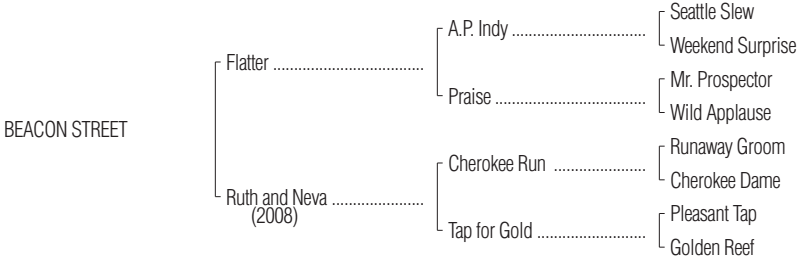 Seattle Slew
A.P. Indy ................................
Weekend Surprise
Flatter ....................................
Mr. Prospector
Praise ....................................
Wild Applause
BEACON STREET
Runaway Groom
Cherokee Run ......................
Cherokee Dame
Ruth and Neva ......................
(2008)
Pleasant Tap
Tap for Gold ..........................
Golden Reef